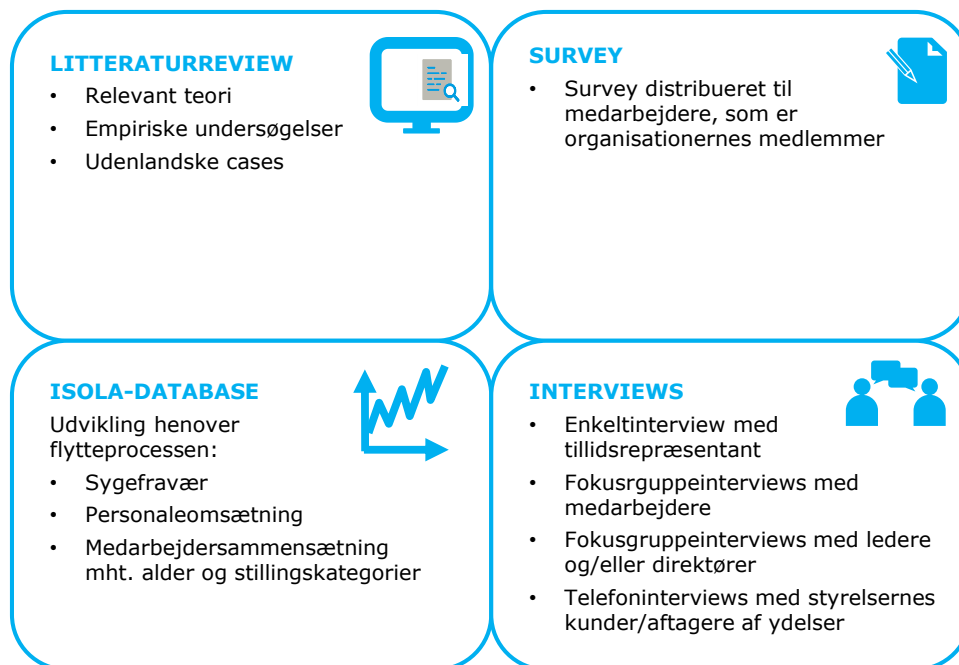 LITTERATURREVIEW
• Relevant teori
• Empiriske undersøgelser
• Udenlandske cases
SURVEY
• Survey distribueret til
medarbejdere, som er
organisationernes medlemmer
ISOLA-DATABASE
Udvikling henover
flytteprocessen:
• Sygefravær
• Personaleomsætning
• Medarbejdersammensætning
mht. alder og stillingskategorier
INTERVIEWS
• Enkeltinterview med
tillidsrepræsentant
• Fokusrguppeinterviews med
medarbejdere
• Fokusgruppeinterviews med ledere
og/eller direktører
• Telefoninterviews med styrelsernes
kunder/aftagere af ydelser